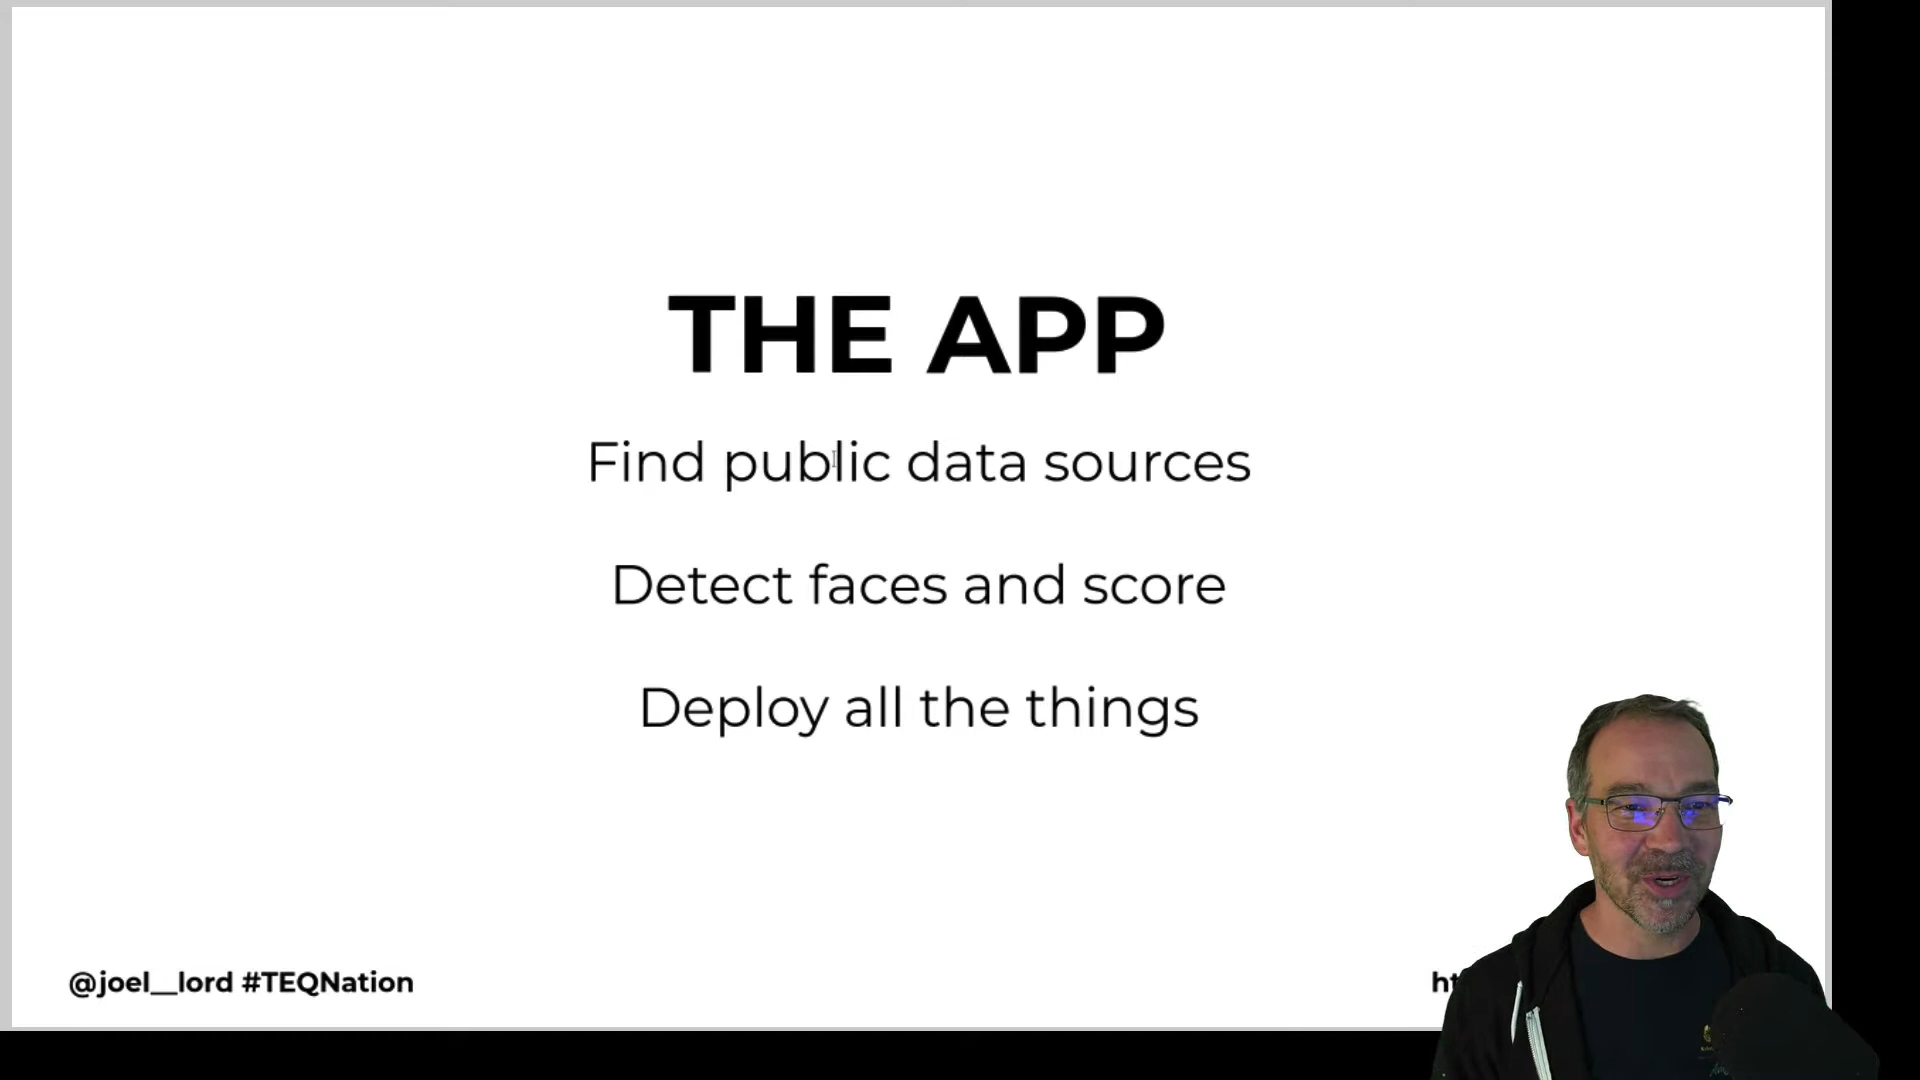 THE APP
Find public data sources
Detect faces and score
Deploy all the things
@joel__lord #TEQNation